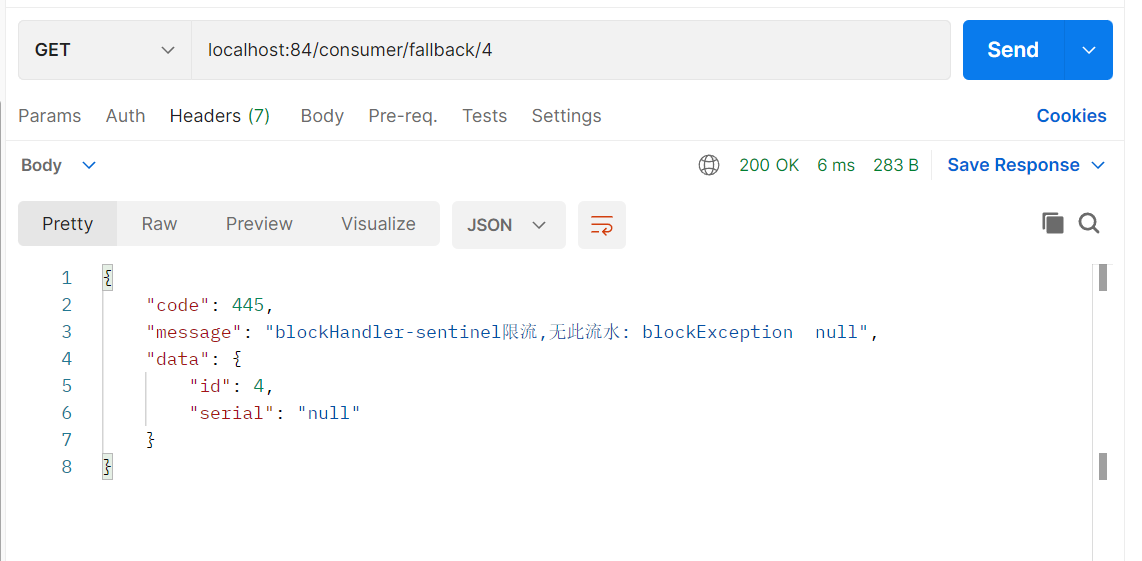 GET localhost:84/consumer/fallback/4 Send
Params Auth Headers (7) Body Pre-req. Tests Settings Cookies
Body 200 OK 6 ms 283 B Save Response
Pretty Raw Preview Visualize JSON
1 {
2 "code": 445,
3 "message": "blockHandler-sentinel限流,无此流水: blockException  null",
4 "data": {
5 "id": 4,
6 "serial": "null"
7 }
8 }